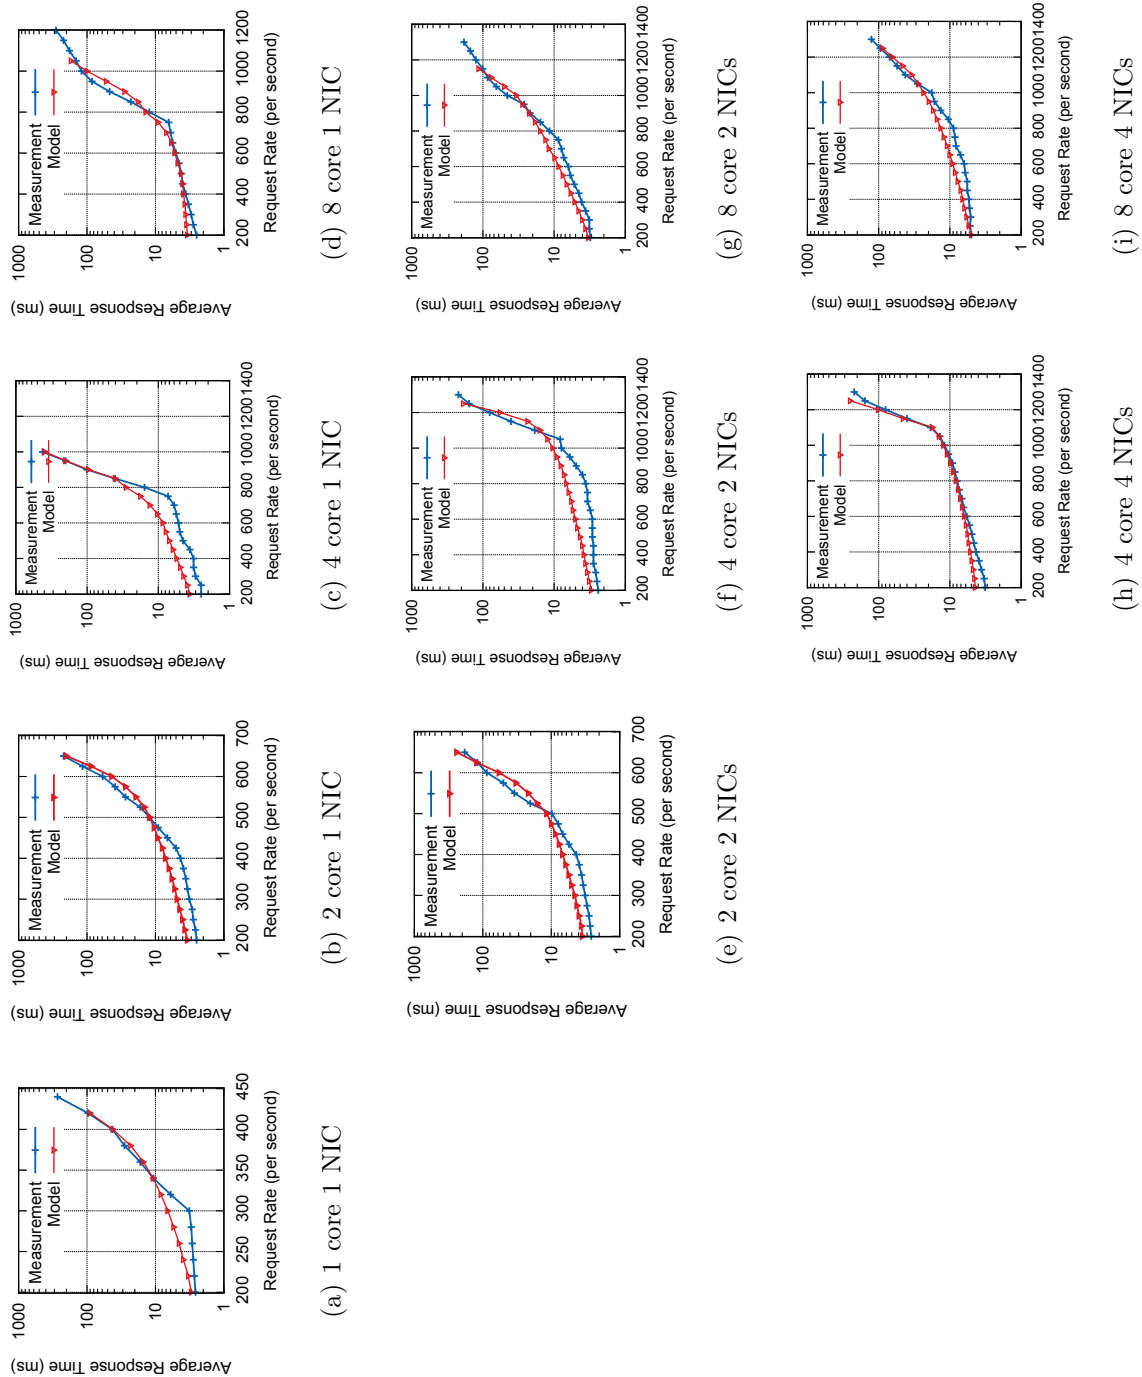 Average Response Time (ms)
1000
100
10
1
Measurement
Model
200 250 300 350 400 450
Request Rate (per second)
(a) 1 core 1 NIC
Average Response Time (ms)
1000
100
10
1
Measurement
Model
200 300 400 500 600 700
Request Rate (per second)
(b) 2 core 1 NIC
Average Response Time (ms)
1000
100
10
1
Measurement
Model
200 400 600 800 1000 1200 1400
Request Rate (per second)
(c) 4 core 1 NIC
Average Response Time (ms)
1000
100
10
1
Measurement
Model
200 400 600 800 1000 1200
Request Rate (per second)
(d) 8 core 1 NIC
Average Response Time (ms)
1000
100
10
1
Measurement
Model
200 300 400 500 600 700
Request Rate (per second)
(e) 2 core 2 NICs
Average Response Time (ms)
1000
100
10
1
Measurement
Model
200 400 600 800 1000 1200 1400
Request Rate (per second)
(f) 4 core 2 NICs
Average Response Time (ms)
1000
100
10
1
Measurement
Model
200 400 600 800 1000 1200 1400
Request Rate (per second)
(g) 8 core 2 NICs
Average Response Time (ms)
1000
100
10
1
Measurement
Model
200 400 600 800 1000 1200 1400
Request Rate (per second)
(h) 4 core 4 NICs
Average Response Time (ms)
1000
100
10
1
Measurement
Model
200 400 600 800 1000 1200 1400
Request Rate (per second)
(i) 8 core 4 NICs